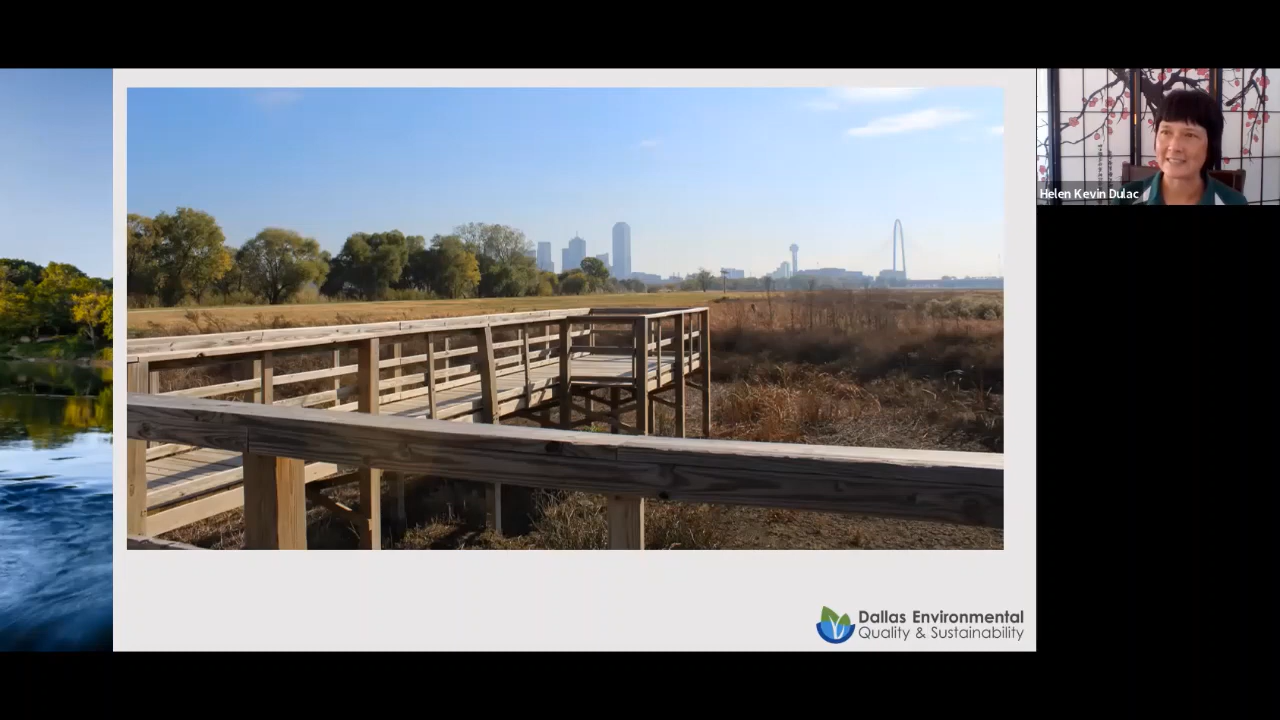 Helen Kevin Dulac
Dallas Environmental
Quality & Sustainability